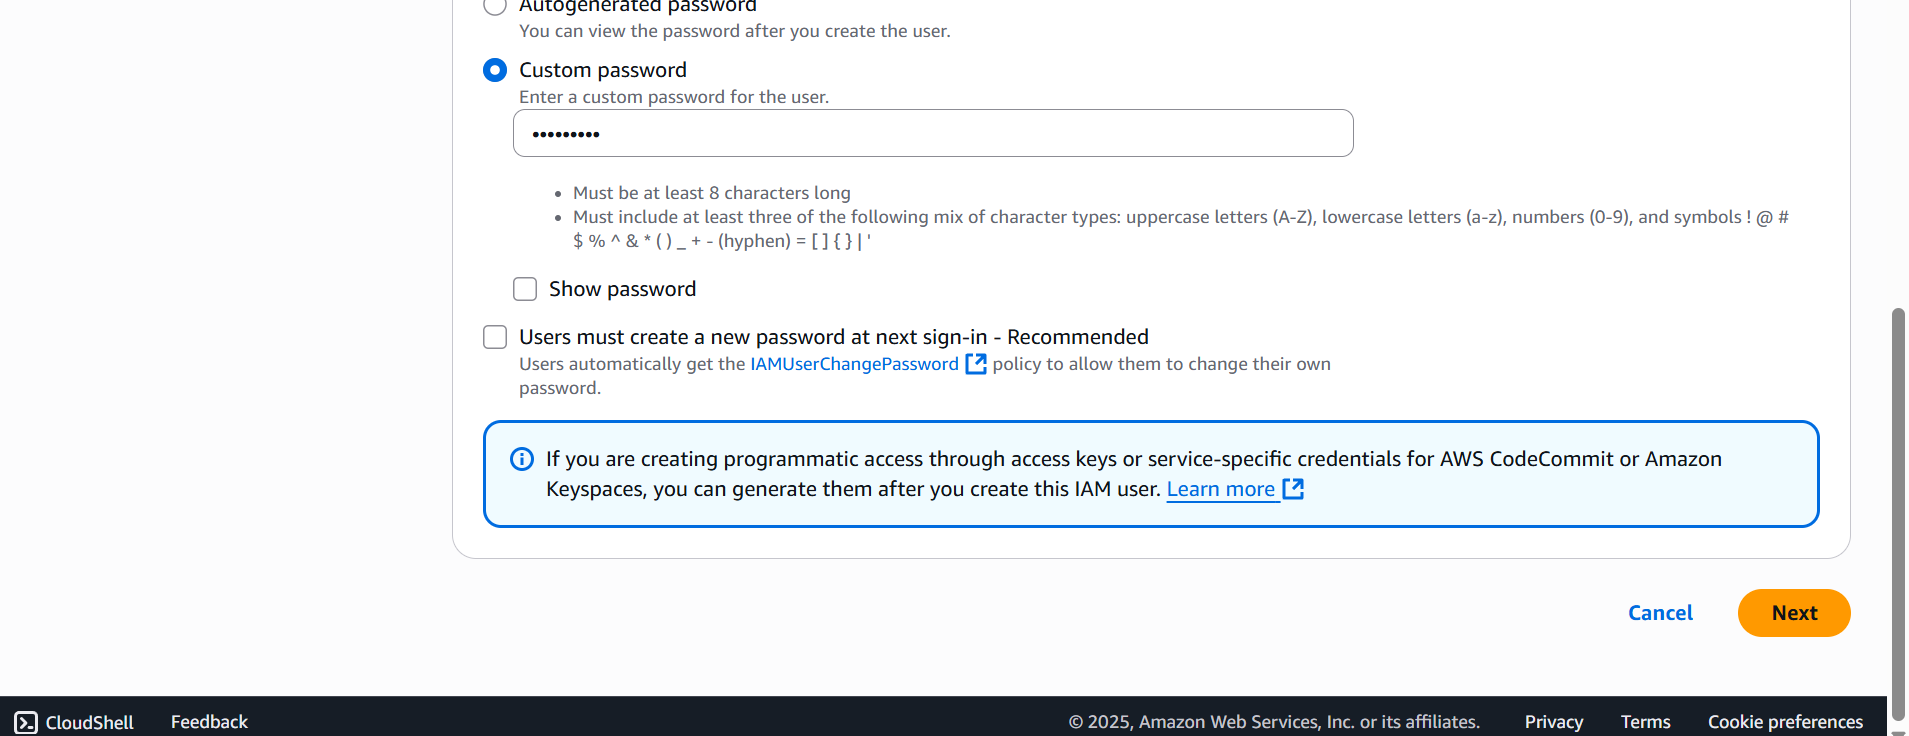 Autogenerated password
You can view the password after you create the user.
Custom password
Enter a custom password for the user.
•••••••••
• Must be at least 8 characters long
• Must include at least three of the following mix of character types: uppercase letters (A-Z), lowercase letters (a-z), numbers (0-9), and symbols ! @ #
$ % ^ & * ( ) _ + - (hyphen) = [ ] { } | '
Show password
Users must create a new password at next sign-in - Recommended
Users automatically get the IAMUserChangePassword policy to allow them to change their own
password.
If you are creating programmatic access through access keys or service-specific credentials for AWS CodeCommit or Amazon
Keyspaces, you can generate them after you create this IAM user. Learn more
Cancel Next
CloudShell Feedback © 2025, Amazon Web Services, Inc. or its affiliates. Privacy Terms Cookie preferences